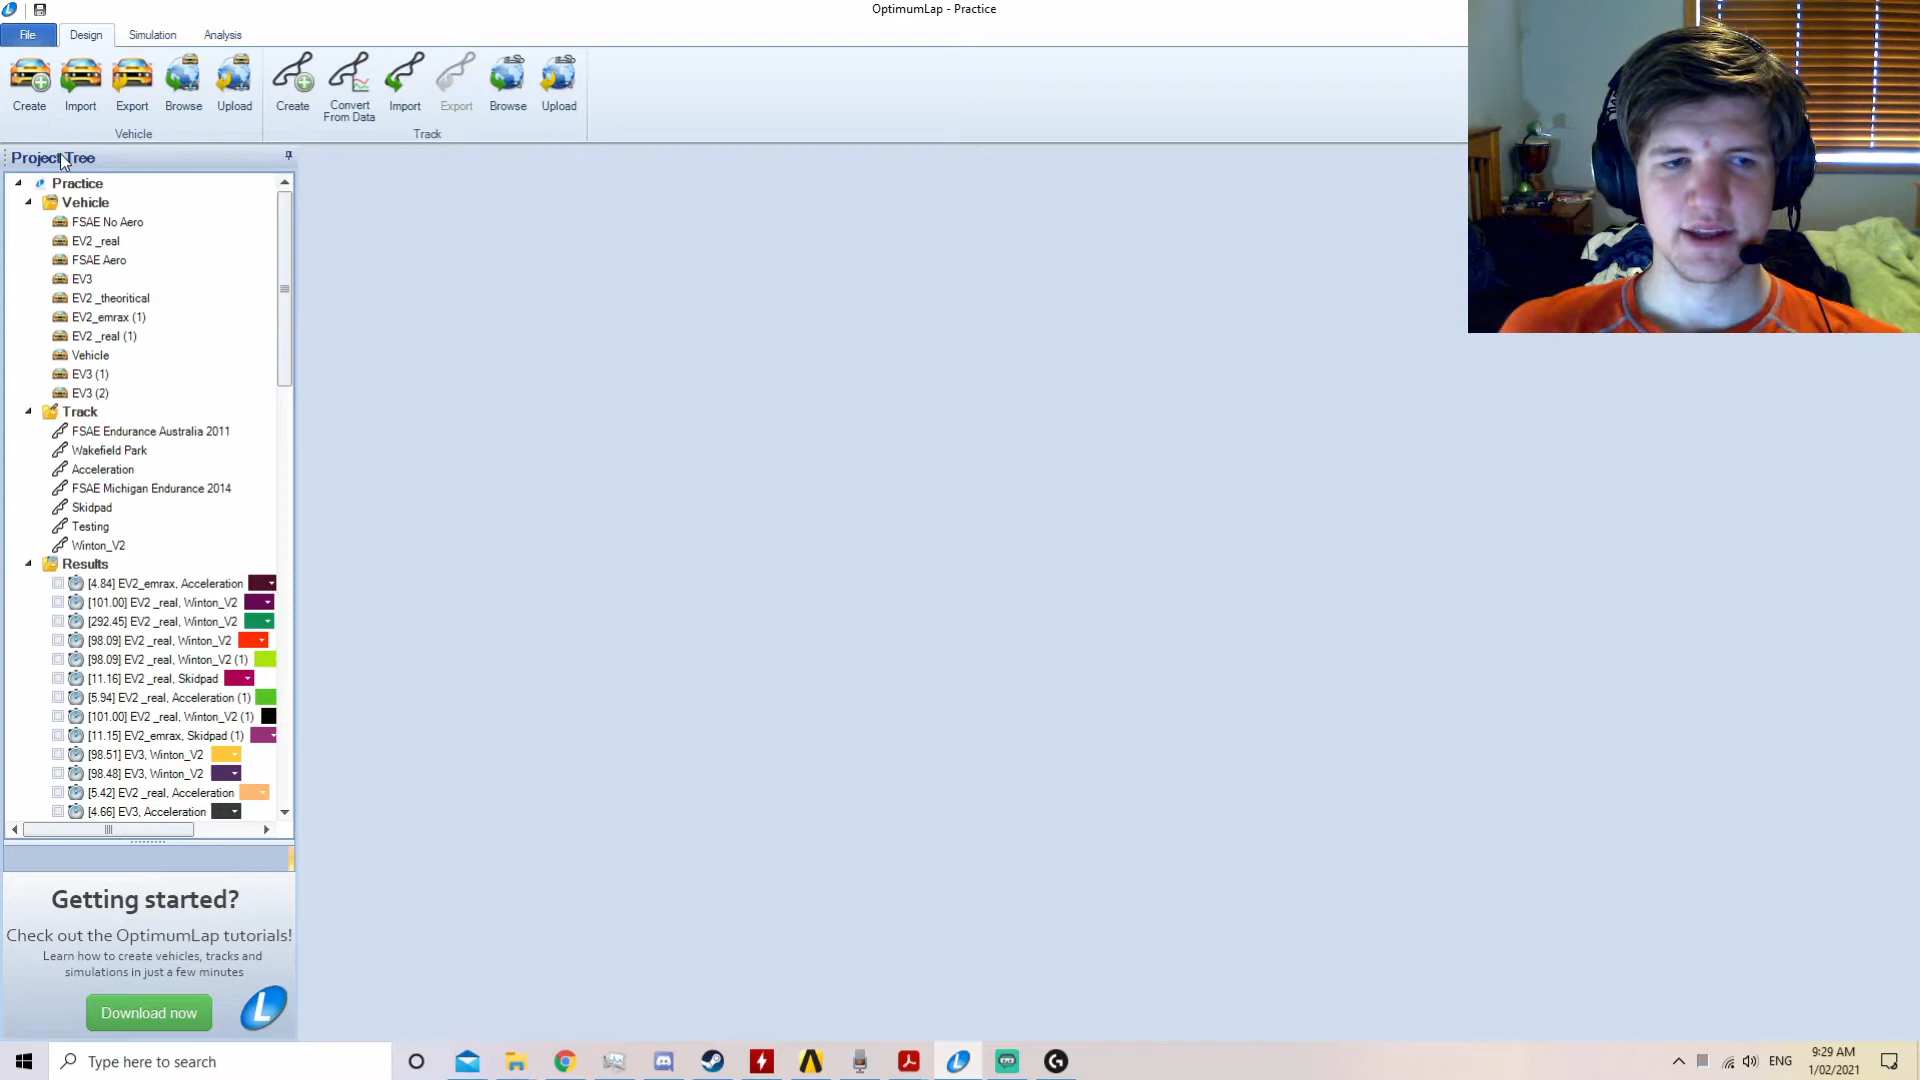 OptimumLap - Practice
File
Design
Simulation
Analysis
Create
Import
Export
Browse
Upload
Create
Convert
From Data
Import
Export
Browse
Upload
Vehicle
Track
Project Tree
Practice
Vehicle
FSAE No Aero
EV2 _real
FSAE Aero
EV3
EV2 _theoritical
EV2_emrax (1)
EV2 _real (1)
Vehicle
EV3 (1)
EV3 (2)
Track
FSAE Endurance Australia 2011
Wakefield Park
Acceleration
FSAE Michigan Endurance 2014
Skidpad
Testing
Winton_V2
Results
[4.84] EV2_emrax, Acceleration
[101.00] EV2 _real, Winton_V2
[292.45] EV2 _real, Winton_V2
[98.09] EV2 _real, Winton_V2
[98.09] EV2 _real, Winton_V2 (1)
[11.16] EV2 _real, Skidpad
[5.94] EV2 _real, Acceleration (1)
[101.00] EV2 _real, Winton_V2 (1)
[11.15] EV2_emrax, Skidpad (1)
[98.51] EV3, Winton_V2
[98.48] EV3, Winton_V2
[5.42] EV2 _real, Acceleration
[4.66] EV3, Acceleration
Getting started?
Check out the OptimumLap tutorials!
Learn how to create vehicles, tracks and
simulations in just a few minutes
Download now
Type here to search
ENG
9:29 AM
1/02/2021